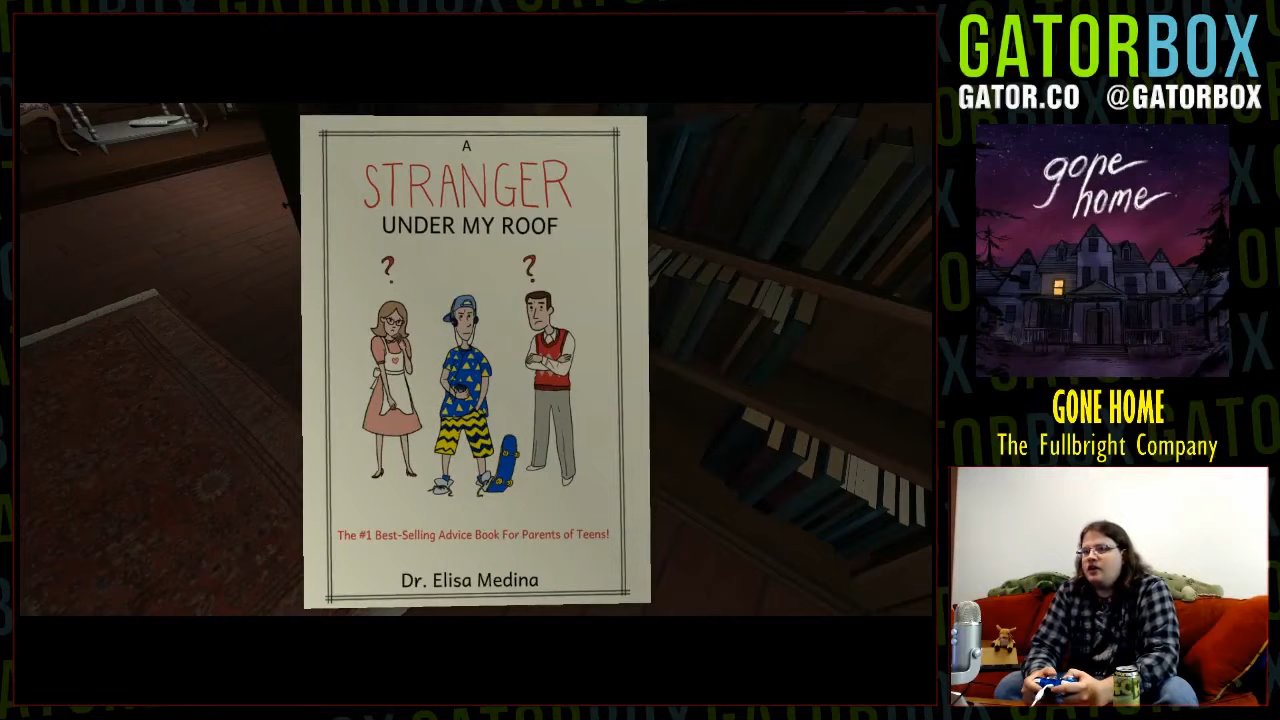 A
STRANGER
UNDER MY ROOF
? ?
The #1 Best-Selling Advice Book For Parents of Teens!
Dr. Elisa Medina
GATORBOX
GATOR.CO @GATORBOX
gone
home
GONE HOME
The Fullbright Company